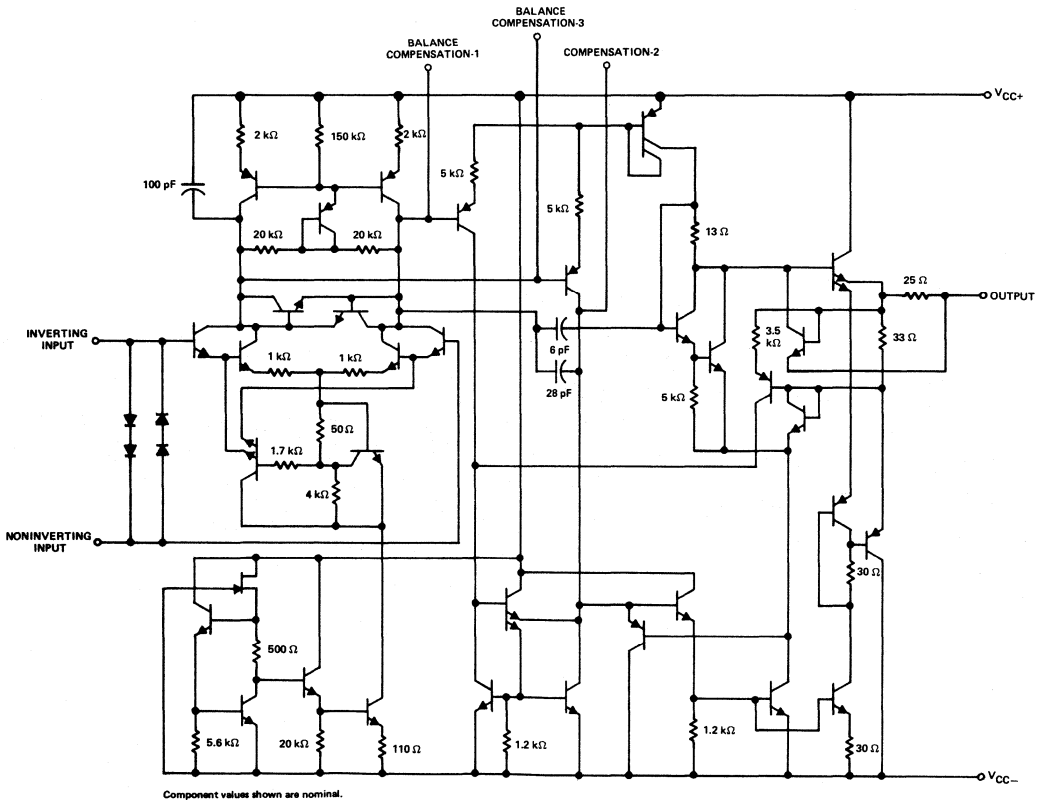 BALANCE
COMPENSATION-3
BALANCE
COMPENSATION-1
COMPENSATION-2
VCC+
2 kΩ
150 kΩ
2 kΩ
100 pF
5 kΩ
5 kΩ
20 kΩ
20 kΩ
13 Ω
25 Ω
OUTPUT
INVERTING
INPUT
6 pF
3.5
kΩ
33 Ω
1 kΩ
1 kΩ
28 pF
5 kΩ
50 Ω
1.7 kΩ
4 kΩ
NONINVERTING
INPUT
30 Ω
500 Ω
5.6 kΩ
20 kΩ
110 Ω
1.2 kΩ
1.2 kΩ
30 Ω
VCC−
Component values shown are nominal.